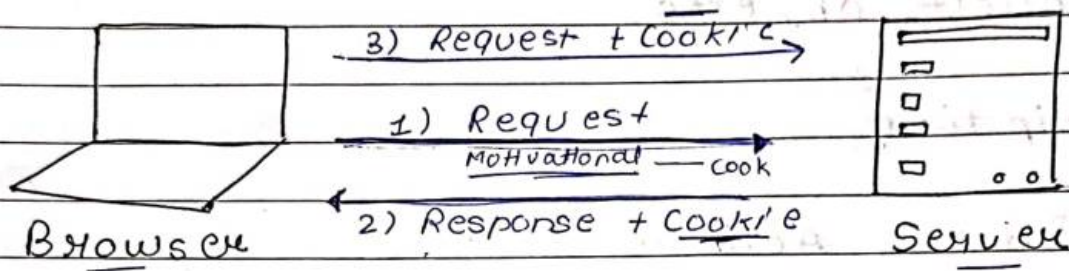 3) Request + Cookie
1) Request
Motivational — Cook
2) Response + Cookie
Browser
Server